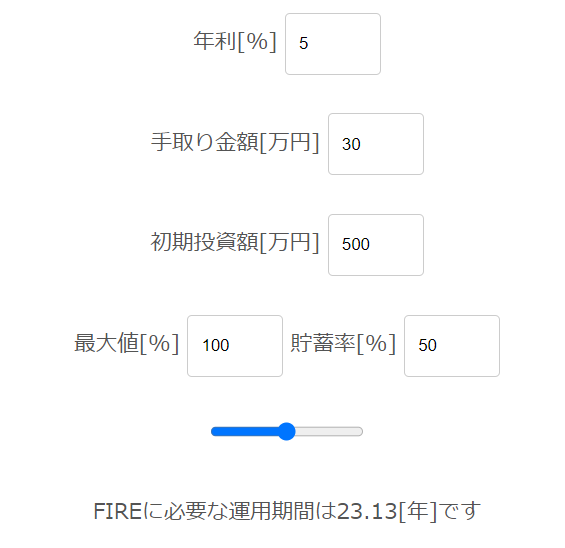 年利[%] 5
手取り金額[万円] 30
初期投資額[万円] 500
最大値[%] 100 貯蓄率[%] 50
FIREに必要な運用期間は23.13[年]です